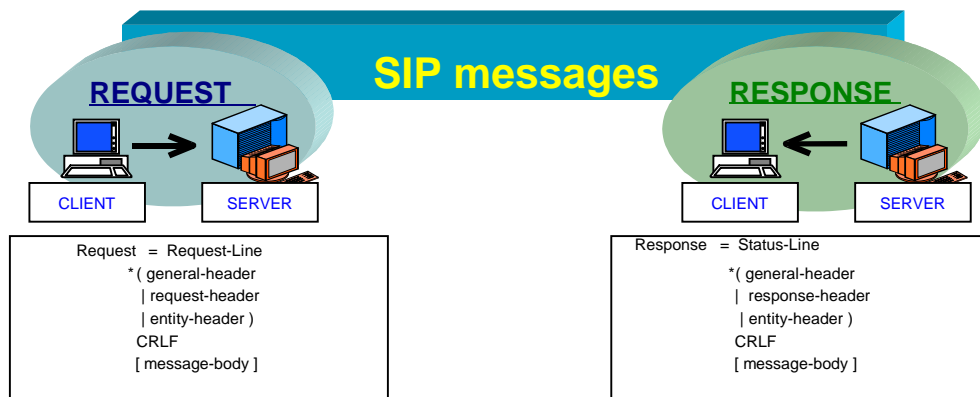 SIP messages
REQUEST
CLIENT
SERVER
Request = Request-Line
*( general-header
| request-header
| entity-header )
CRLF
[ message-body ]
RESPONSE
CLIENT
SERVER
Response = Status-Line
*( general-header
| response-header
| entity-header )
CRLF
[ message-body ]